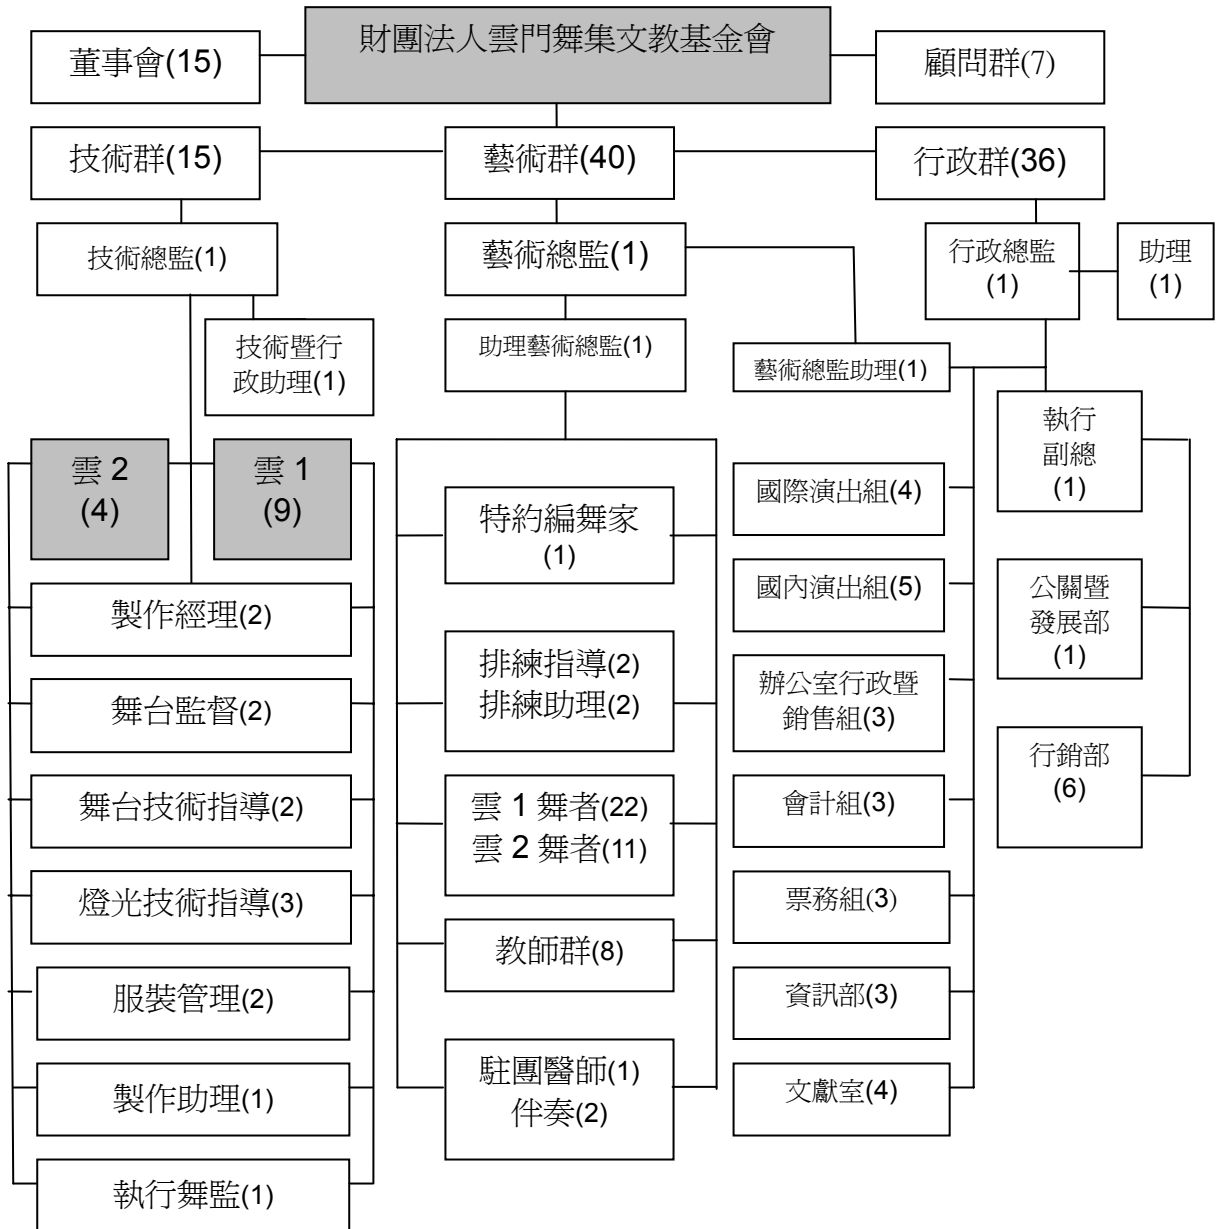 財團法人雲門舞集文教基金會
董事會(15)
顧問群(7)
技術群(15)
藝術群(40)
行政群(36)
技術總監(1)
藝術總監(1)
行政總監
(1)
助理
(1)
技術暨行
政助理(1)
助理藝術總監(1)
藝術總監助理(1)
雲 2
(4)
雲 1
(9)
製作經理(2)
舞台監督(2)
舞台技術指導(2)
燈光技術指導(3)
服裝管理(2)
製作助理(1)
執行舞監(1)
特約編舞家
(1)
排練指導(2)
排練助理(2)
雲 1 舞者(22)
雲 2 舞者(11)
教師群(8)
駐團醫師(1)
伴奏(2)
國際演出組(4)
國內演出組(5)
辦公室行政暨
銷售組(3)
會計組(3)
票務組(3)
資訊部(3)
文獻室(4)
執行
副總
(1)
公關暨
發展部
(1)
行銷部
(6)